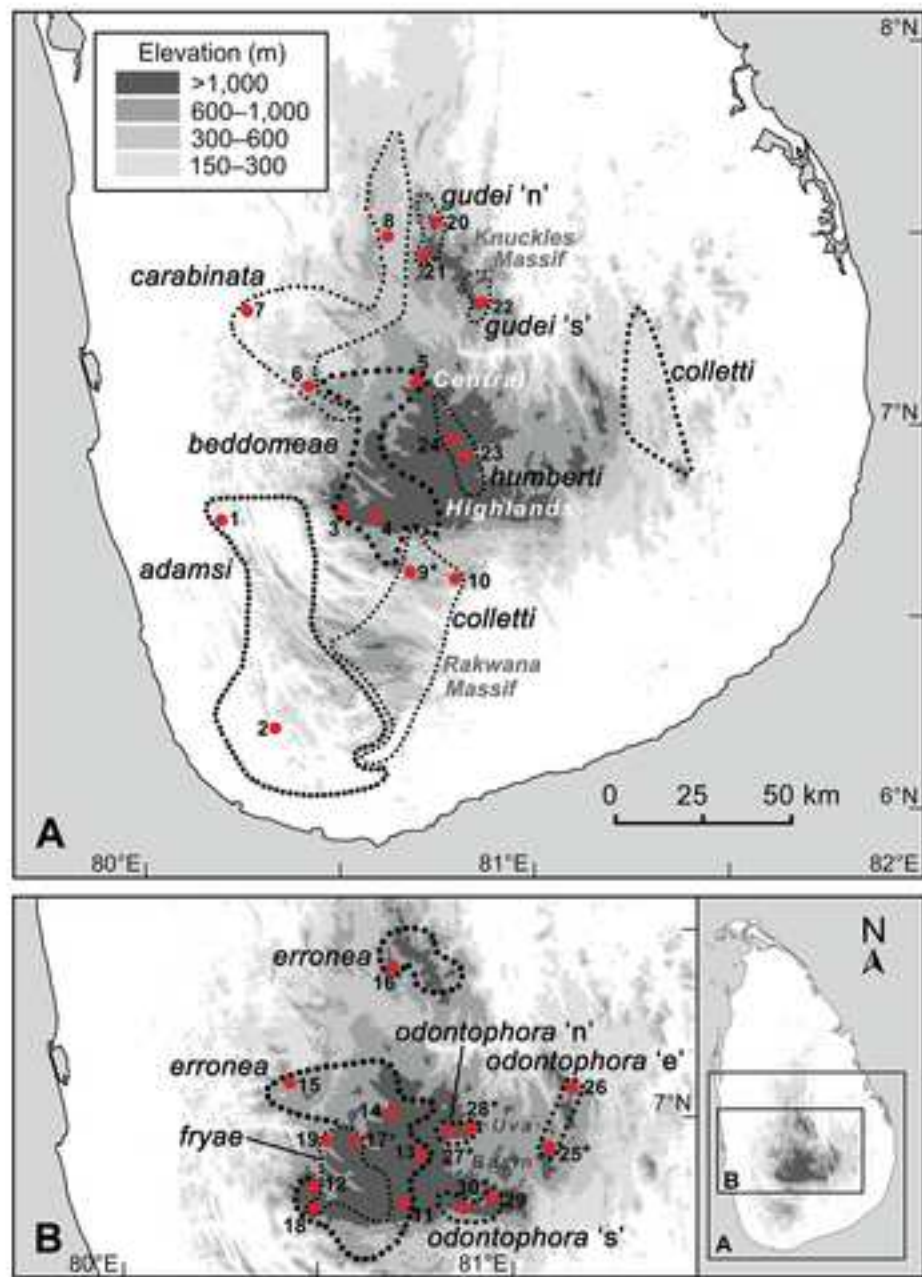 8°N
Elevation (m)
>1,000
600–1,000
300–600
150–300
gudei 'n'
8
20
Knuckles
Massif
21
carabinata
7
22
gudei 's'
5
Central
6
colletti
7°N
beddomeae
24
23
humberti
Highlands
1
3
4
adamsi
9*
10
colletti
Rakwana
Massif
2
0 25 50 km
6°N
A
80°E
81°E
82°E
erronea
16
N
odontophora 'n'
odontophora 'e'
erronea
15
26
14
28*
Uva
7°N
fryae
19
17*
27*
13
Basin
25*
12
30*
29
18
11
odontophora 's'
B
80°E
81°E
B
A